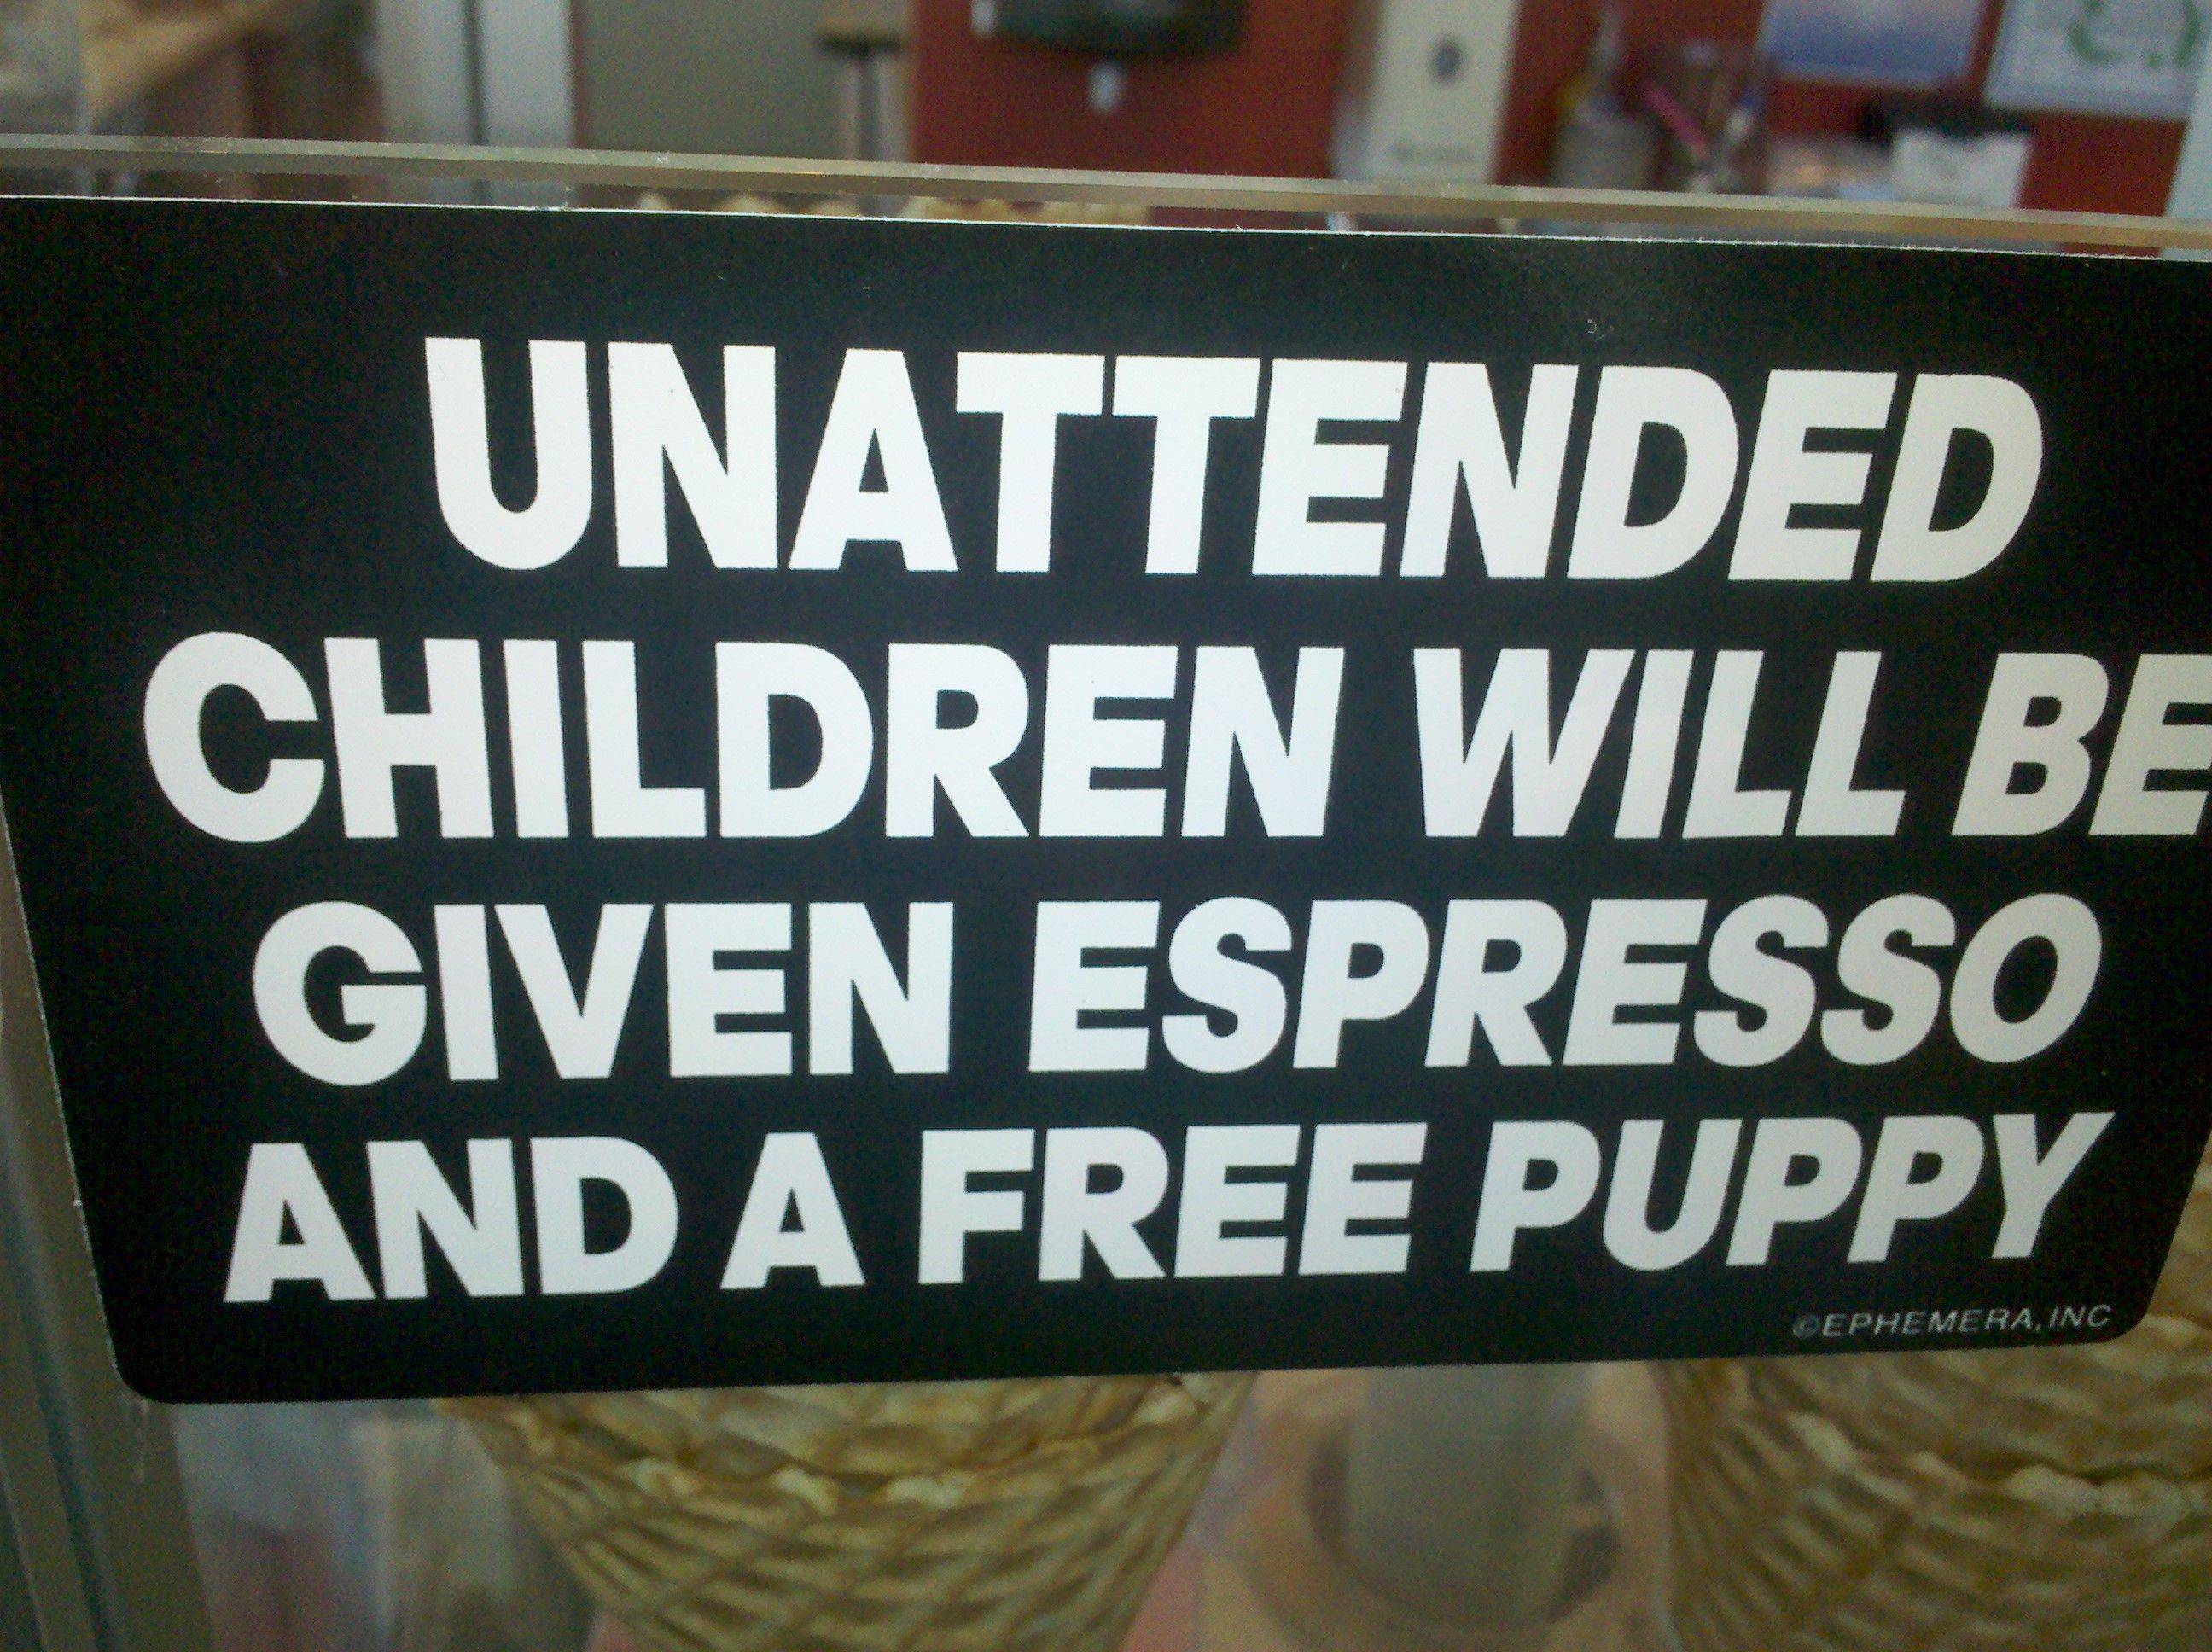 UNATTENDED
CHILDREN WILL BE
GIVEN ESPRESSO
AND A FREE PUPPY
©EPHEMERA, INC